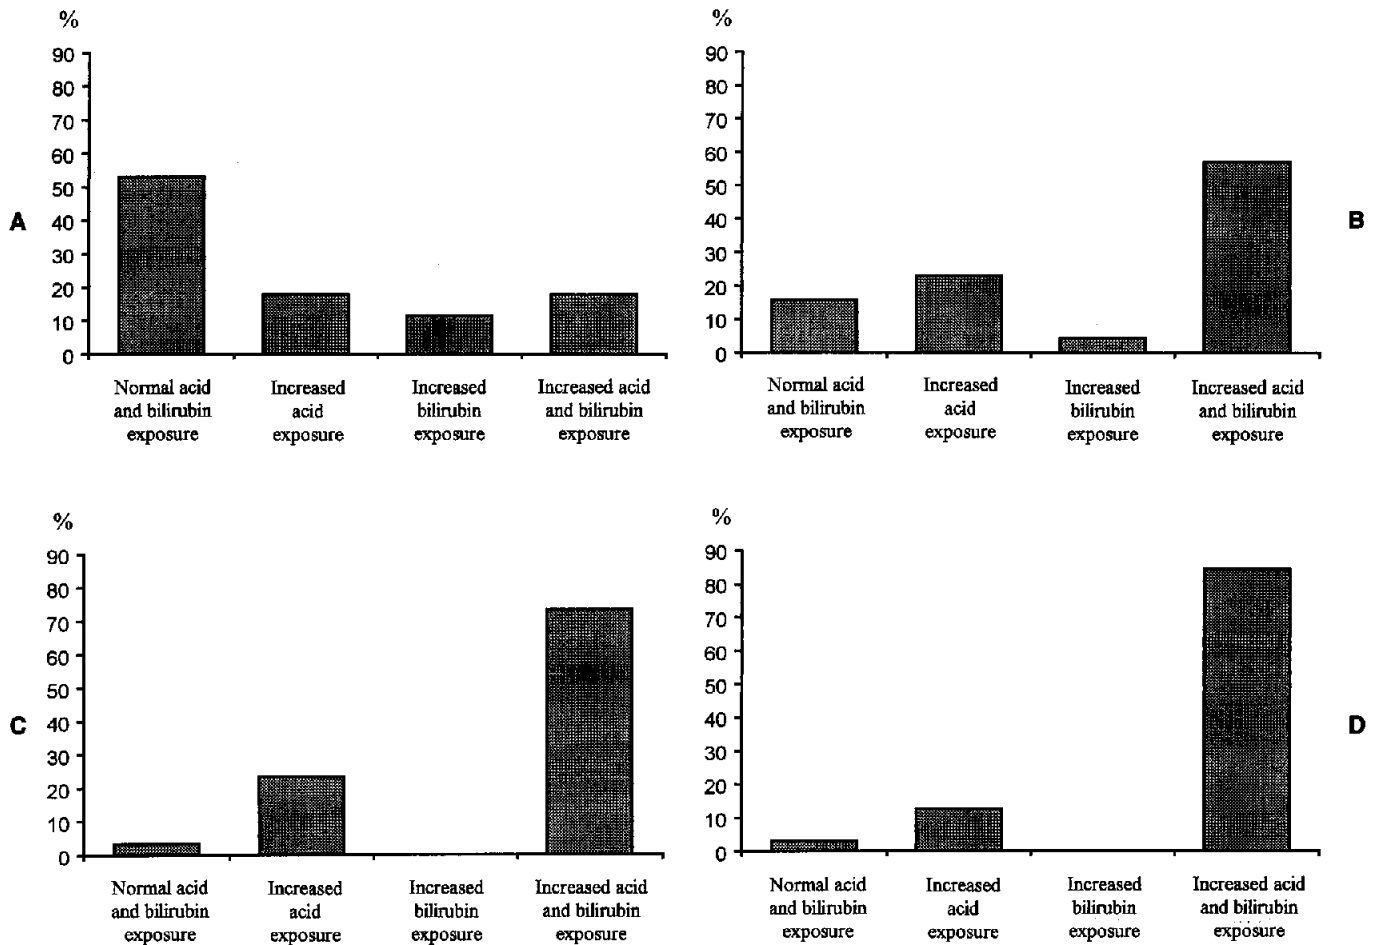 %
90
80
70
60
50
40
30
20
10
0
A
Normal acid
and bilirubin
exposure
Increased
acid
exposure
Increased
bilirubin
exposure
Increased acid
and bilirubin
exposure
%
90
80
70
60
50
40
30
20
10
0
B
Normal acid
and bilirubin
exposure
Increased
acid
exposure
Increased
bilirubin
exposure
Increased acid
and bilirubin
exposure
%
90
80
70
60
50
40
30
20
10
0
C
Normal acid
and bilirubin
exposure
Increased
acid
exposure
Increased
bilirubin
exposure
Increased acid
and bilirubin
exposure
%
90
80
70
60
50
40
30
20
10
0
D
Normal acid
and bilirubin
exposure
Increased
acid
exposure
Increased
bilirubin
exposure
Increased acid
and bilirubin
exposure